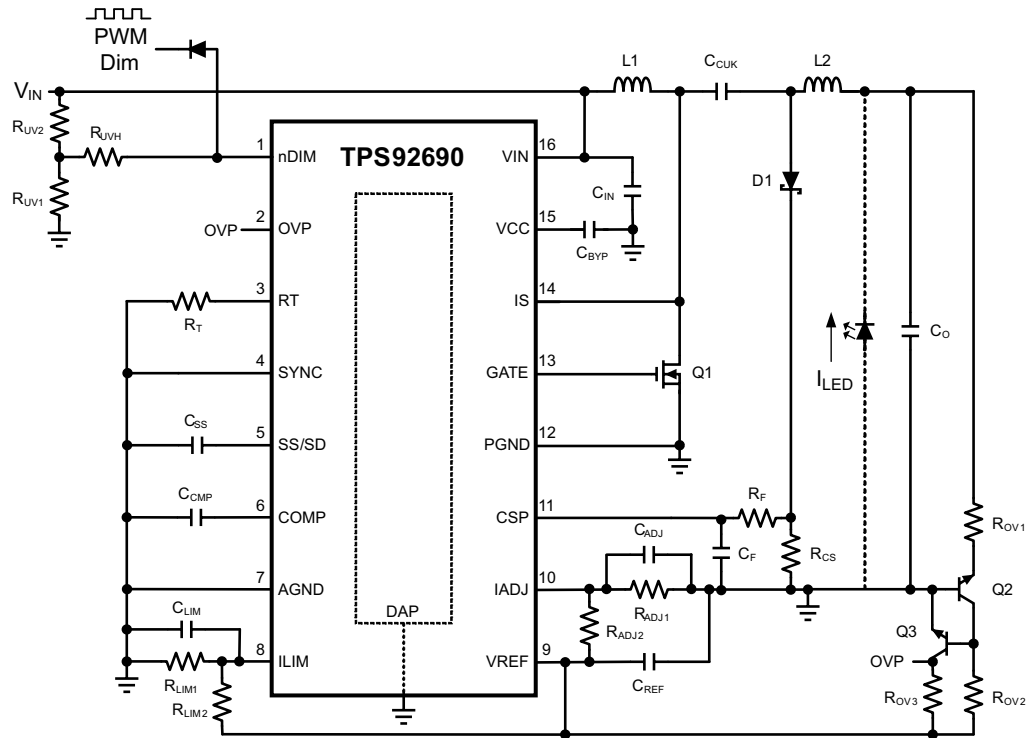 PWM
Dim
VIN
L1
CCUK
L2
RUV2
RUVH
RUV1
TPS92690
1
nDIM
VIN
16
CIN
D1
2
OVP
OVP
VCC
15
CBYP
3
RT
RT
IS
14
CO
4
SYNC
GATE
13
Q1
ILED
CSS
5
SS/SD
PGND
12
CCMP
6
COMP
CSP
11
RF
ROV1
CADJ
CF
RCS
7
AGND
IADJ
10
Q2
DAP
RADJ1
CLIM
RADJ2
Q3
8
ILIM
VREF
9
OVP
RLIM1
CREF
RLIM2
ROV3
ROV2